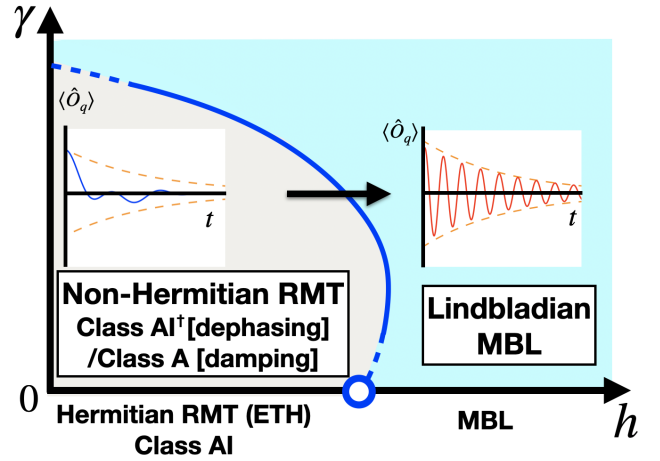 γ
⟨Ô_q⟩
t
⟨Ô_q⟩
t
Non-Hermitian RMT
Class AI† [dephasing]
/Class A [damping]
Lindbladian
MBL
0
h
Hermitian RMT (ETH)
Class AI
MBL